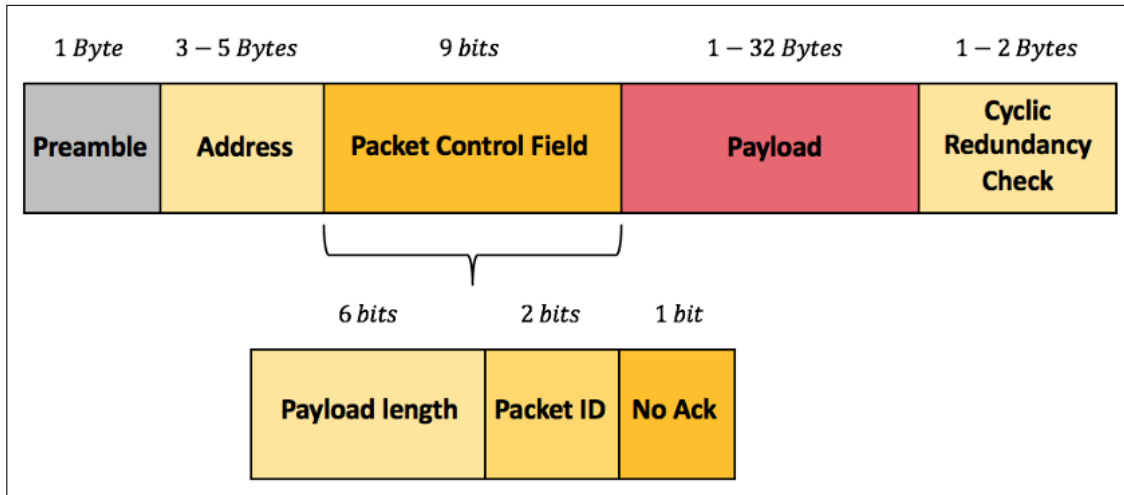 1 Byte 3 – 5 Bytes 9 bits 1 – 32 Bytes 1 – 2 Bytes
Preamble Address Packet Control Field Payload Cyclic Redundancy Check
6 bits 2 bits 1 bit
Payload length Packet ID No Ack